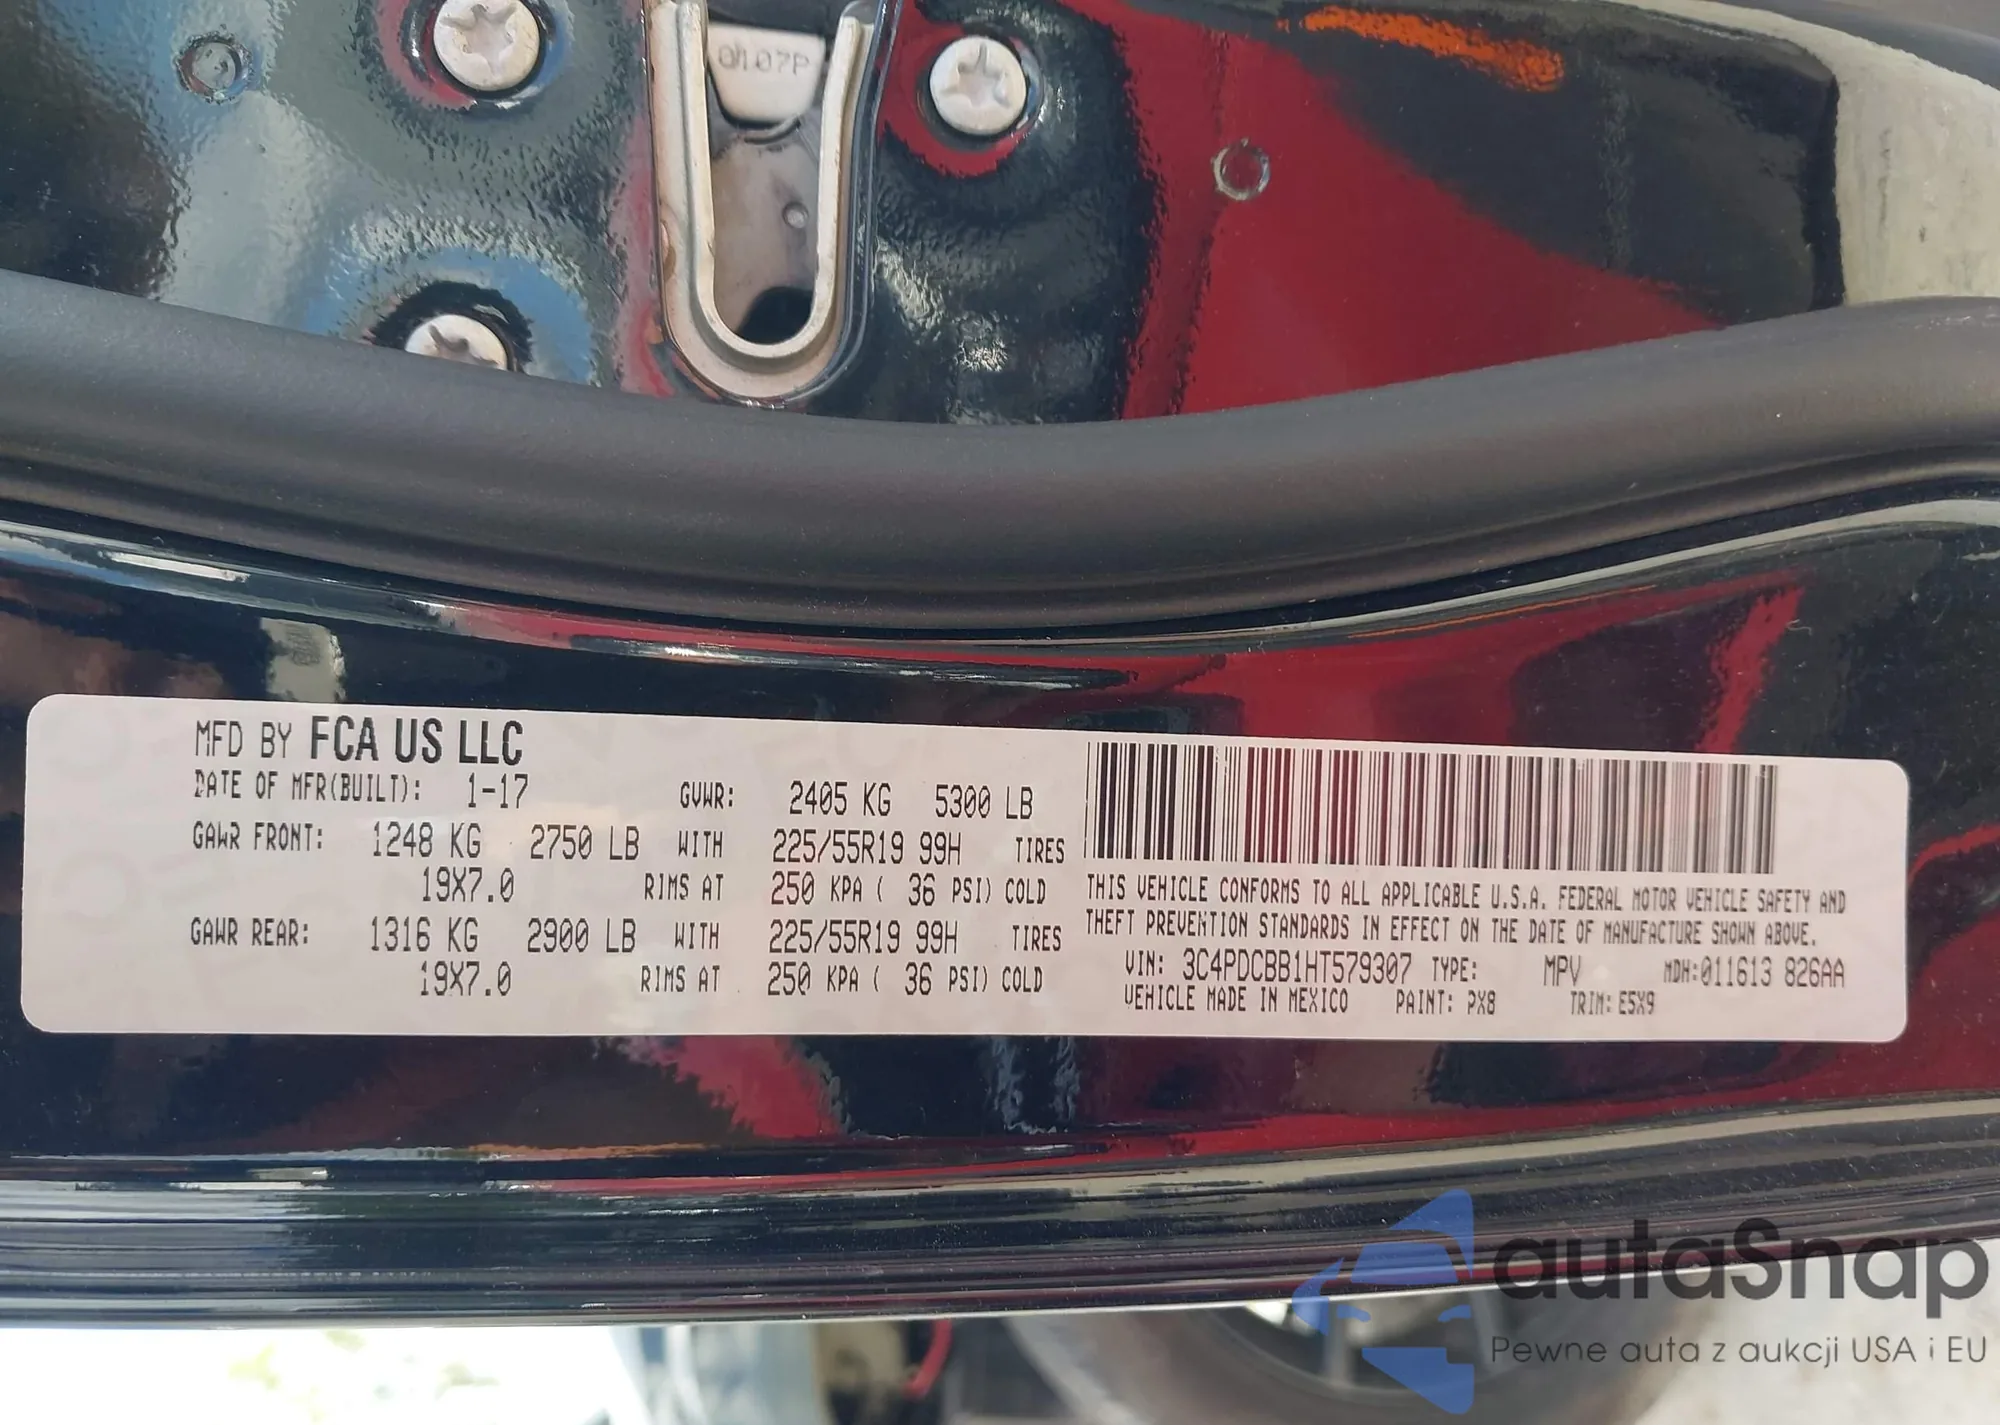 0107P
MFD BY FCA US LLC
DATE OF MFR(BUILT): 1-17 GVWR: 2405 KG 5300 LB
GAWR FRONT: 1248 KG 2750 LB WITH 225/55R19 99H TIRES
19X7.0 RIMS AT 250 KPA ( 36 PSI) COLD
GAWR REAR: 1316 KG 2900 LB WITH 225/55R19 99H TIRES
19X7.0 RIMS AT 250 KPA ( 36 PSI) COLD
THIS VEHICLE CONFORMS TO ALL APPLICABLE U.S.A. FEDERAL MOTOR VEHICLE SAFETY AND
THEFT PREVENTION STANDARDS IN EFFECT ON THE DATE OF MANUFACTURE SHOWN ABOVE.
VIN: 3C4PDCBB1HT579307 TYPE: MPV MDH:011613 826AA
VEHICLE MADE IN MEXICO PAINT: PX8 TRIM: E5X9
autaSnap
Pewne auta z aukcji USA i EU